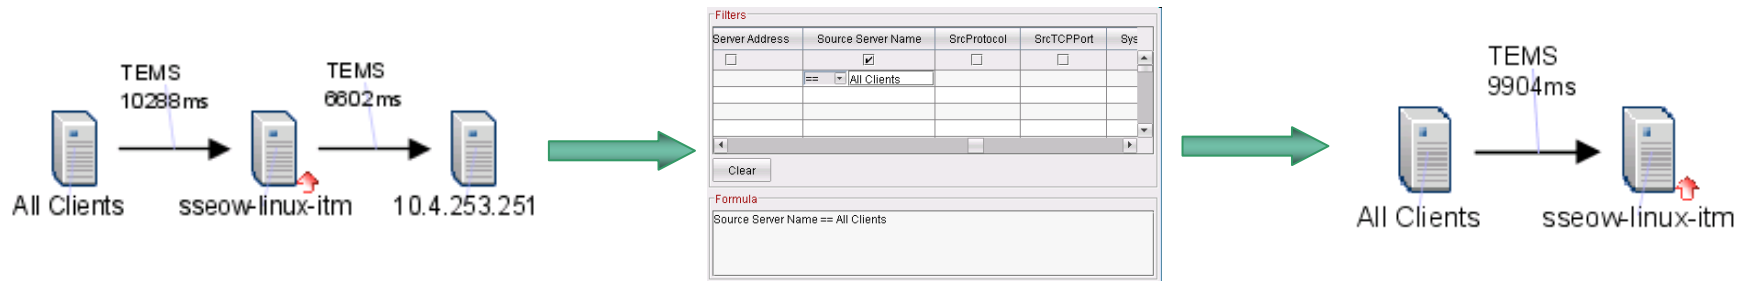 TEMS
10288ms
TEMS
6602ms
All Clients
sseow-linux-itm
10.4.253.251
Filters
Server Address Source Server Name SrcProtocol SrcTCPPort Sys
== All Clients
Clear
Formula
Source Server Name == All Clients
TEMS
9904ms
All Clients
sseow-linux-itm